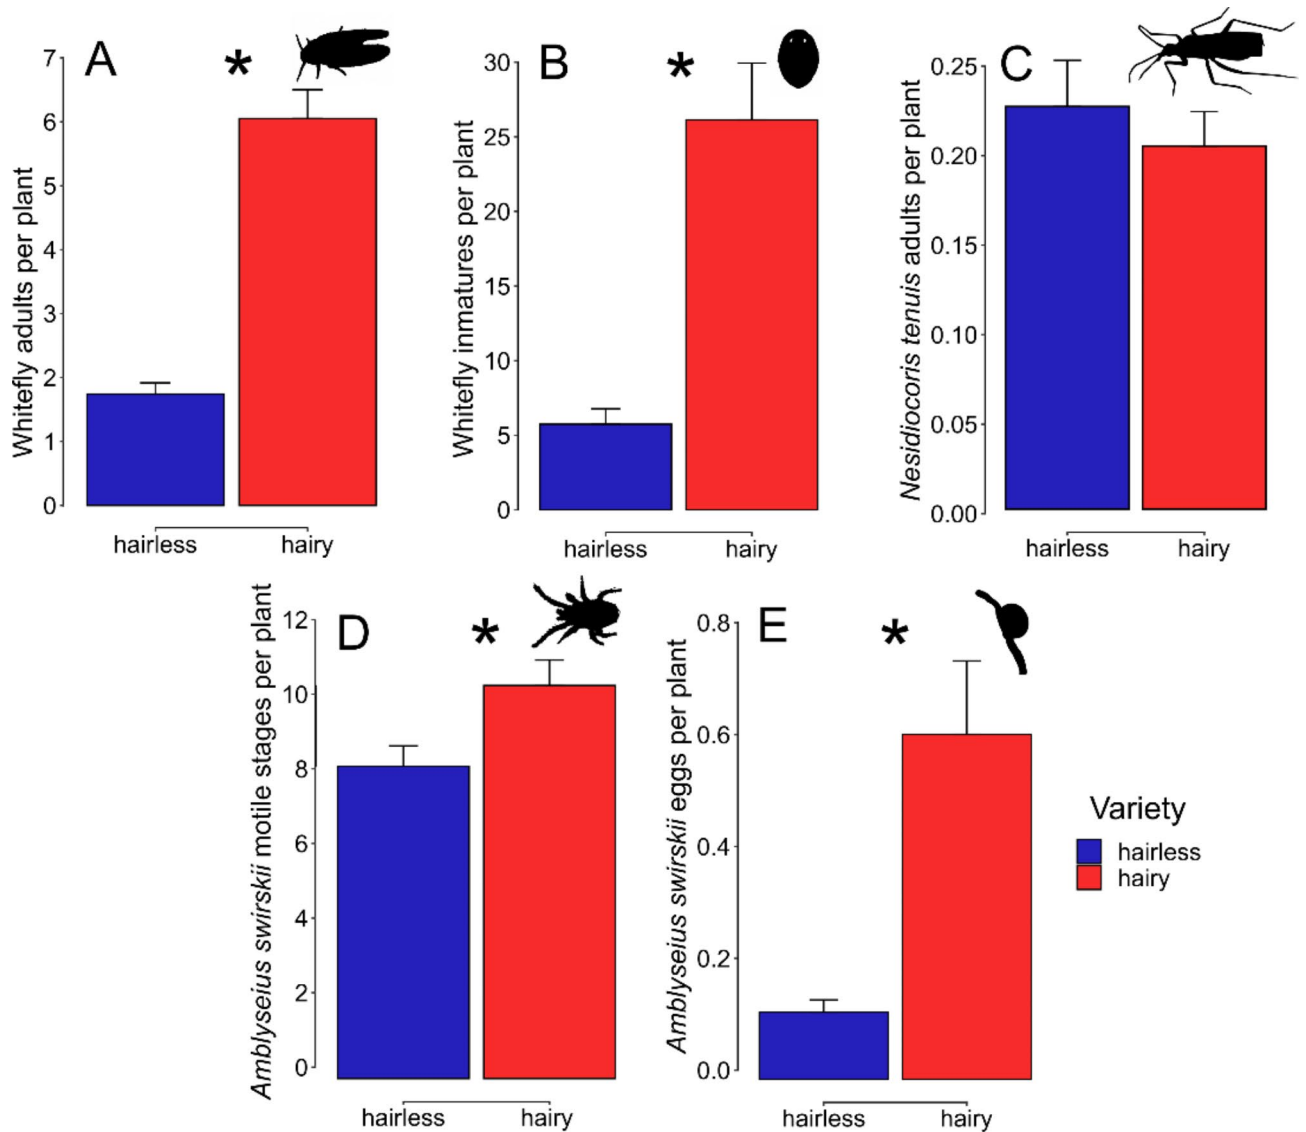 A
*
Whitefly adults per plant
7
6
5
4
3
2
1
0
hairless hairy
B
*
Whitefly inmatures per plant
30
25
20
15
10
5
0
hairless hairy
C
Nesidiocoris tenuis adults per plant
0.25
0.20
0.15
0.10
0.05
0.00
hairless hairy
D
*
Amblyseius swirskii motile stages per plant
12
10
8
6
4
2
0
hairless hairy
E
*
Amblyseius swirskii eggs per plant
0.8
0.6
0.4
0.2
0.0
hairless hairy
Variety
hairless
hairy